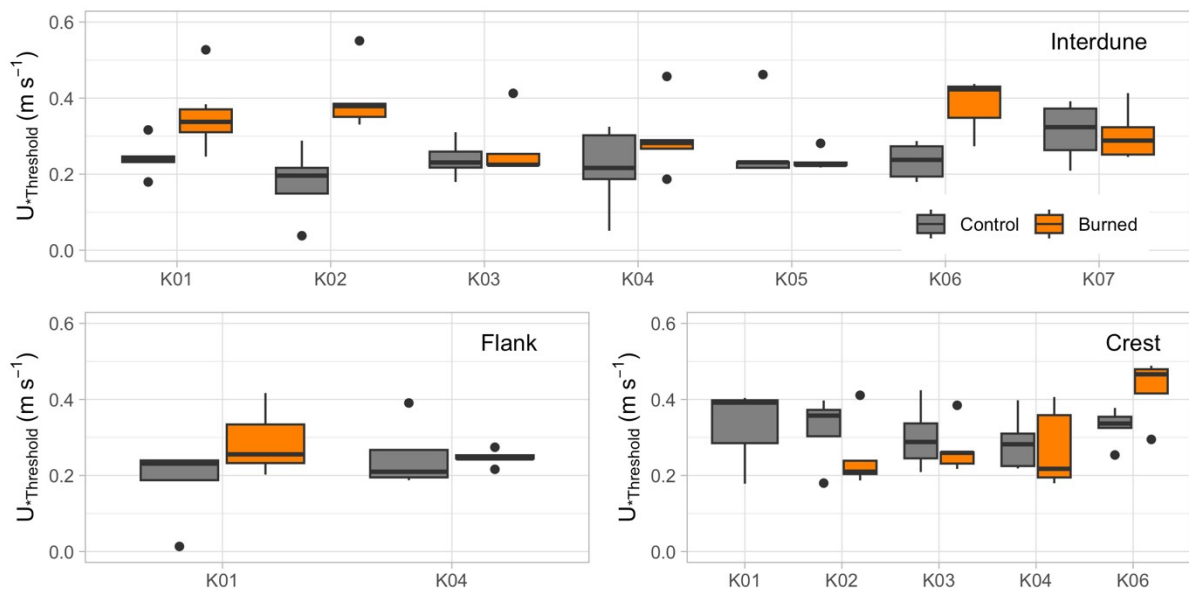 Interdune
U*Threshold (m s−1)
0.6
0.4
0.2
0.0
Control Burned
K01 K02 K03 K04 K05 K06 K07
Flank
U*Threshold (m s−1)
0.6
0.4
0.2
0.0
K01 K04
Crest
U*Threshold (m s−1)
0.6
0.4
0.2
0.0
K01 K02 K03 K04 K06